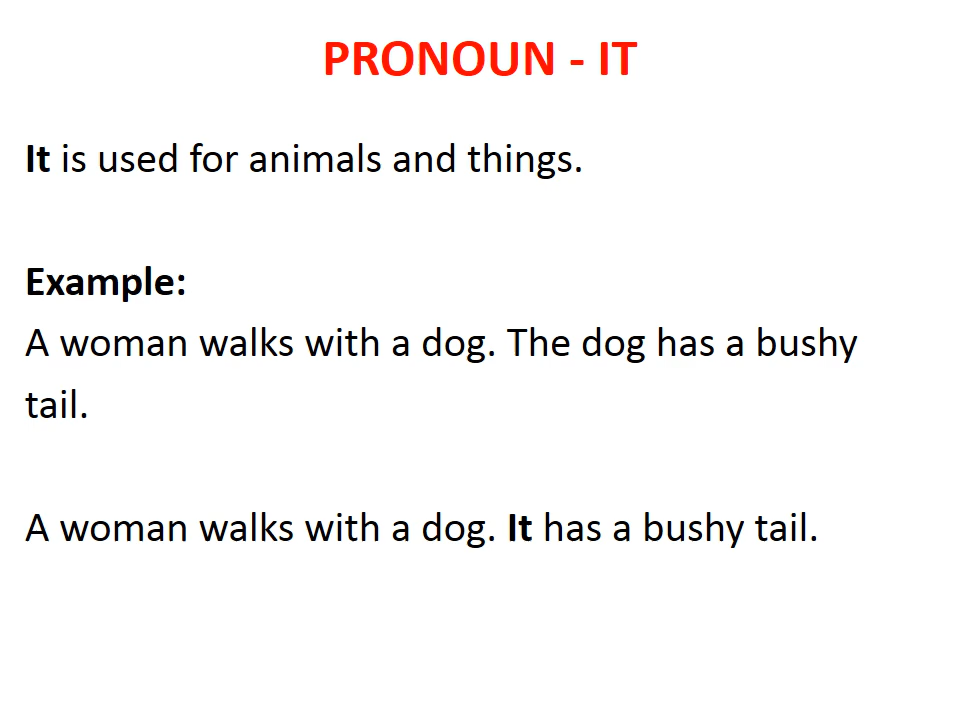 PRONOUN - IT
It is used for animals and things.
Example:
A woman walks with a dog. The dog has a bushy
tail.
A woman walks with a dog. It has a bushy tail.